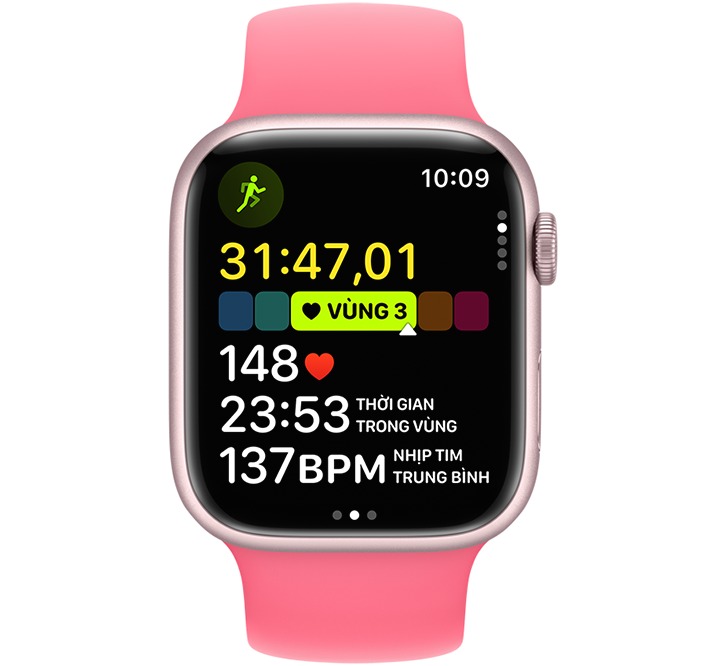 10:09
31:47,01
VÙNG 3
148
23:53 THỜI GIAN
TRONG VÙNG
137BPM NHỊP TIM
TRUNG BÌNH